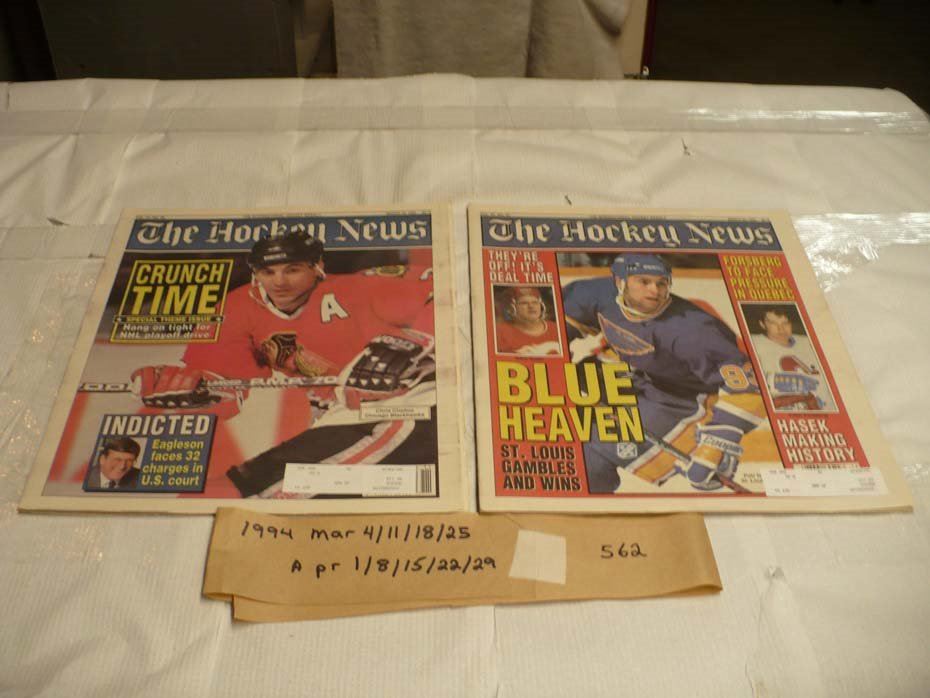 The Hockey News
CRUNCH
TIME
SPECIAL THEME ISSUE
Hang on tight for
NHL playoff drive
A
INDICTED
Eagleson
faces 32
charges in
U.S. court
Chris Chelios
Chicago Blackhawks
The Hockey News
THEY'RE
OFF! IT'S
DEAL TIME
FORSBERG
TO FACE
PRESSURE
IN QUEBEC
BLUE
HEAVEN
ST. LOUIS
GAMBLES
AND WINS
HASEK
MAKING
HISTORY
1994 Mar 4/11/18/25
Apr 1/8/15/22/29
562